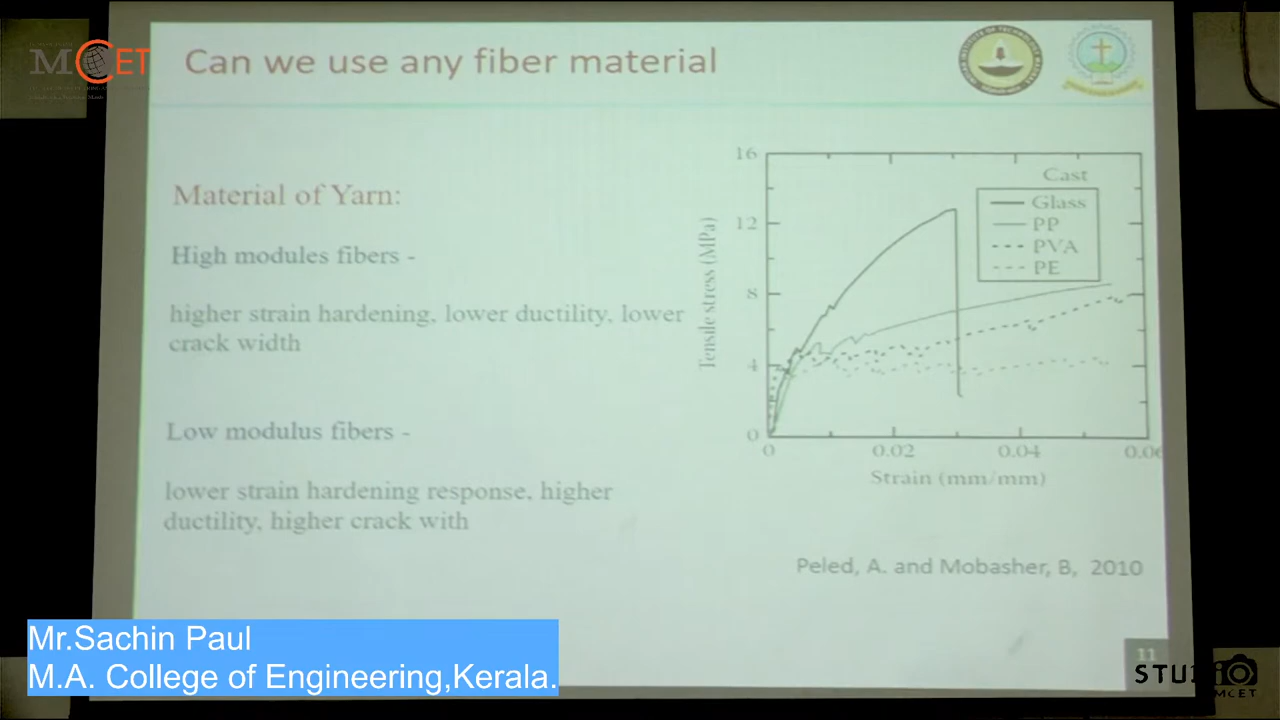 MCET
Can we use any fiber material
Material of Yarn:
High modules fibers -
higher strain hardening, lower ductility, lower
crack width
Low modulus fibers -
lower strain hardening response, higher
ductility, higher crack with
16
12
8
4
0
Tensile stress (MPa)
Cast
Glass
PP
PVA
PE
0
0.02
0.04
0.06
Strain (mm/mm)
Peled, A. and Mobasher, B, 2010
11
Mr.Sachin Paul
M.A. College of Engineering,Kerala.
MCET